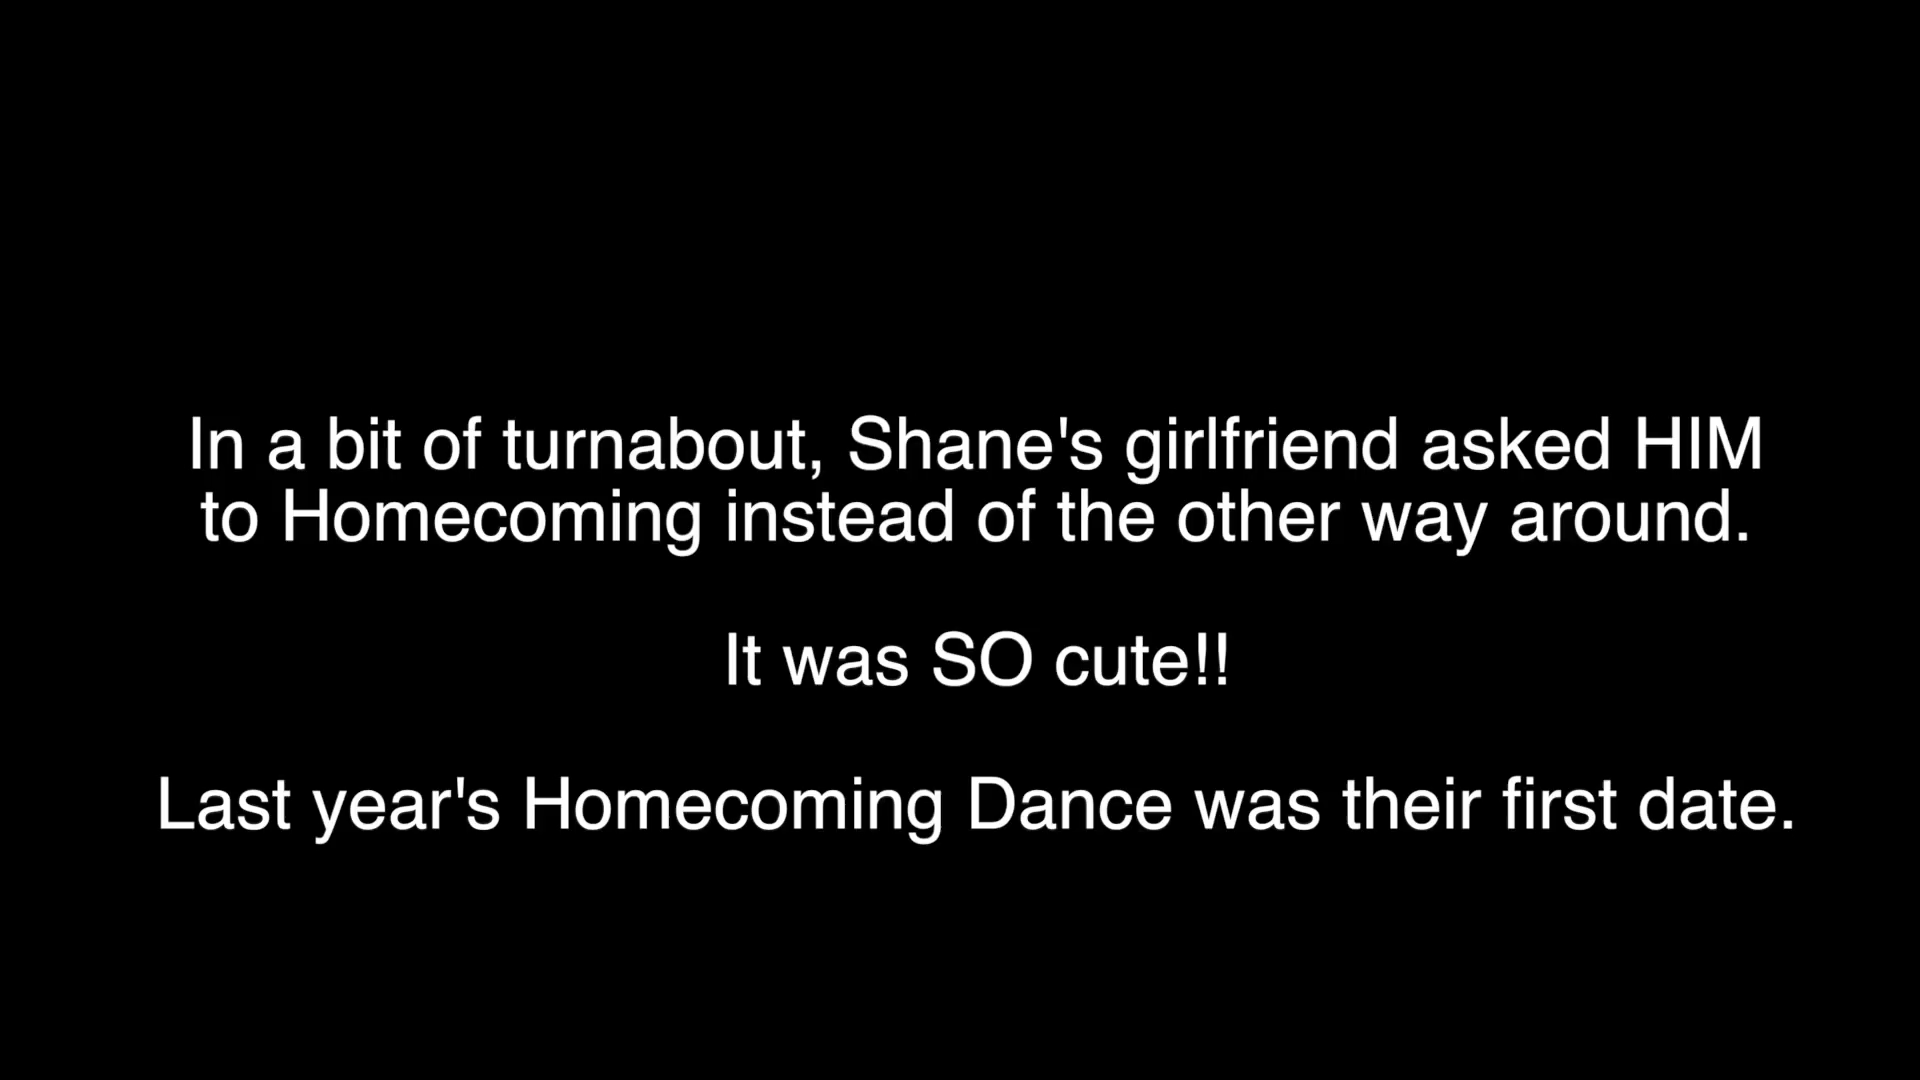 In a bit of turnabout, Shane's girlfriend asked HIM
to Homecoming instead of the other way around.
It was SO cute!!
Last year's Homecoming Dance was their first date.